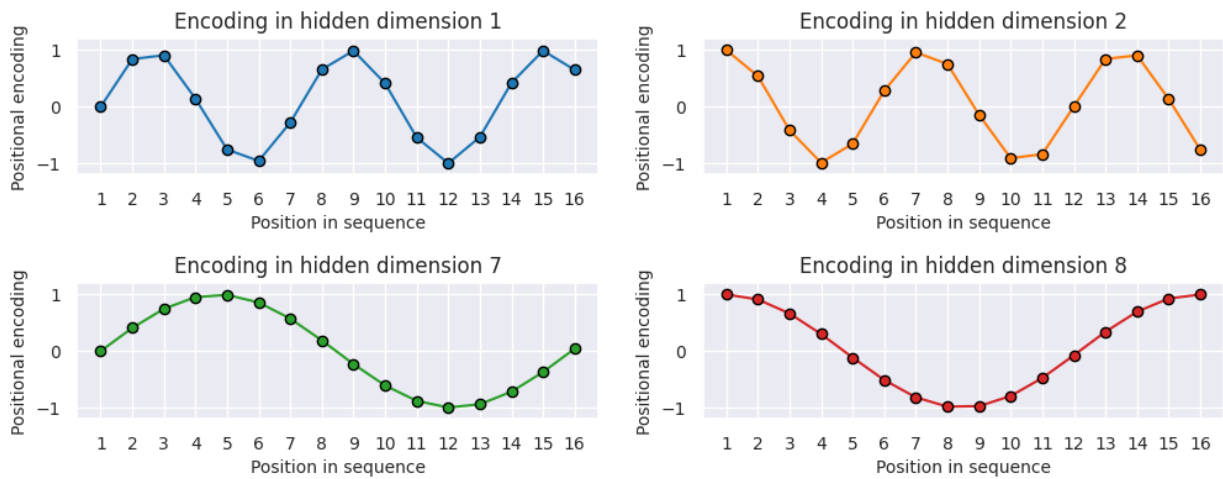 Encoding in hidden dimension 1
Positional encoding
1
0
−1
1 2 3 4 5 6 7 8 9 10 11 12 13 14 15 16
Position in sequence
Encoding in hidden dimension 2
Positional encoding
1
0
−1
1 2 3 4 5 6 7 8 9 10 11 12 13 14 15 16
Position in sequence
Encoding in hidden dimension 7
Positional encoding
1
0
−1
1 2 3 4 5 6 7 8 9 10 11 12 13 14 15 16
Position in sequence
Encoding in hidden dimension 8
Positional encoding
1
0
−1
1 2 3 4 5 6 7 8 9 10 11 12 13 14 15 16
Position in sequence